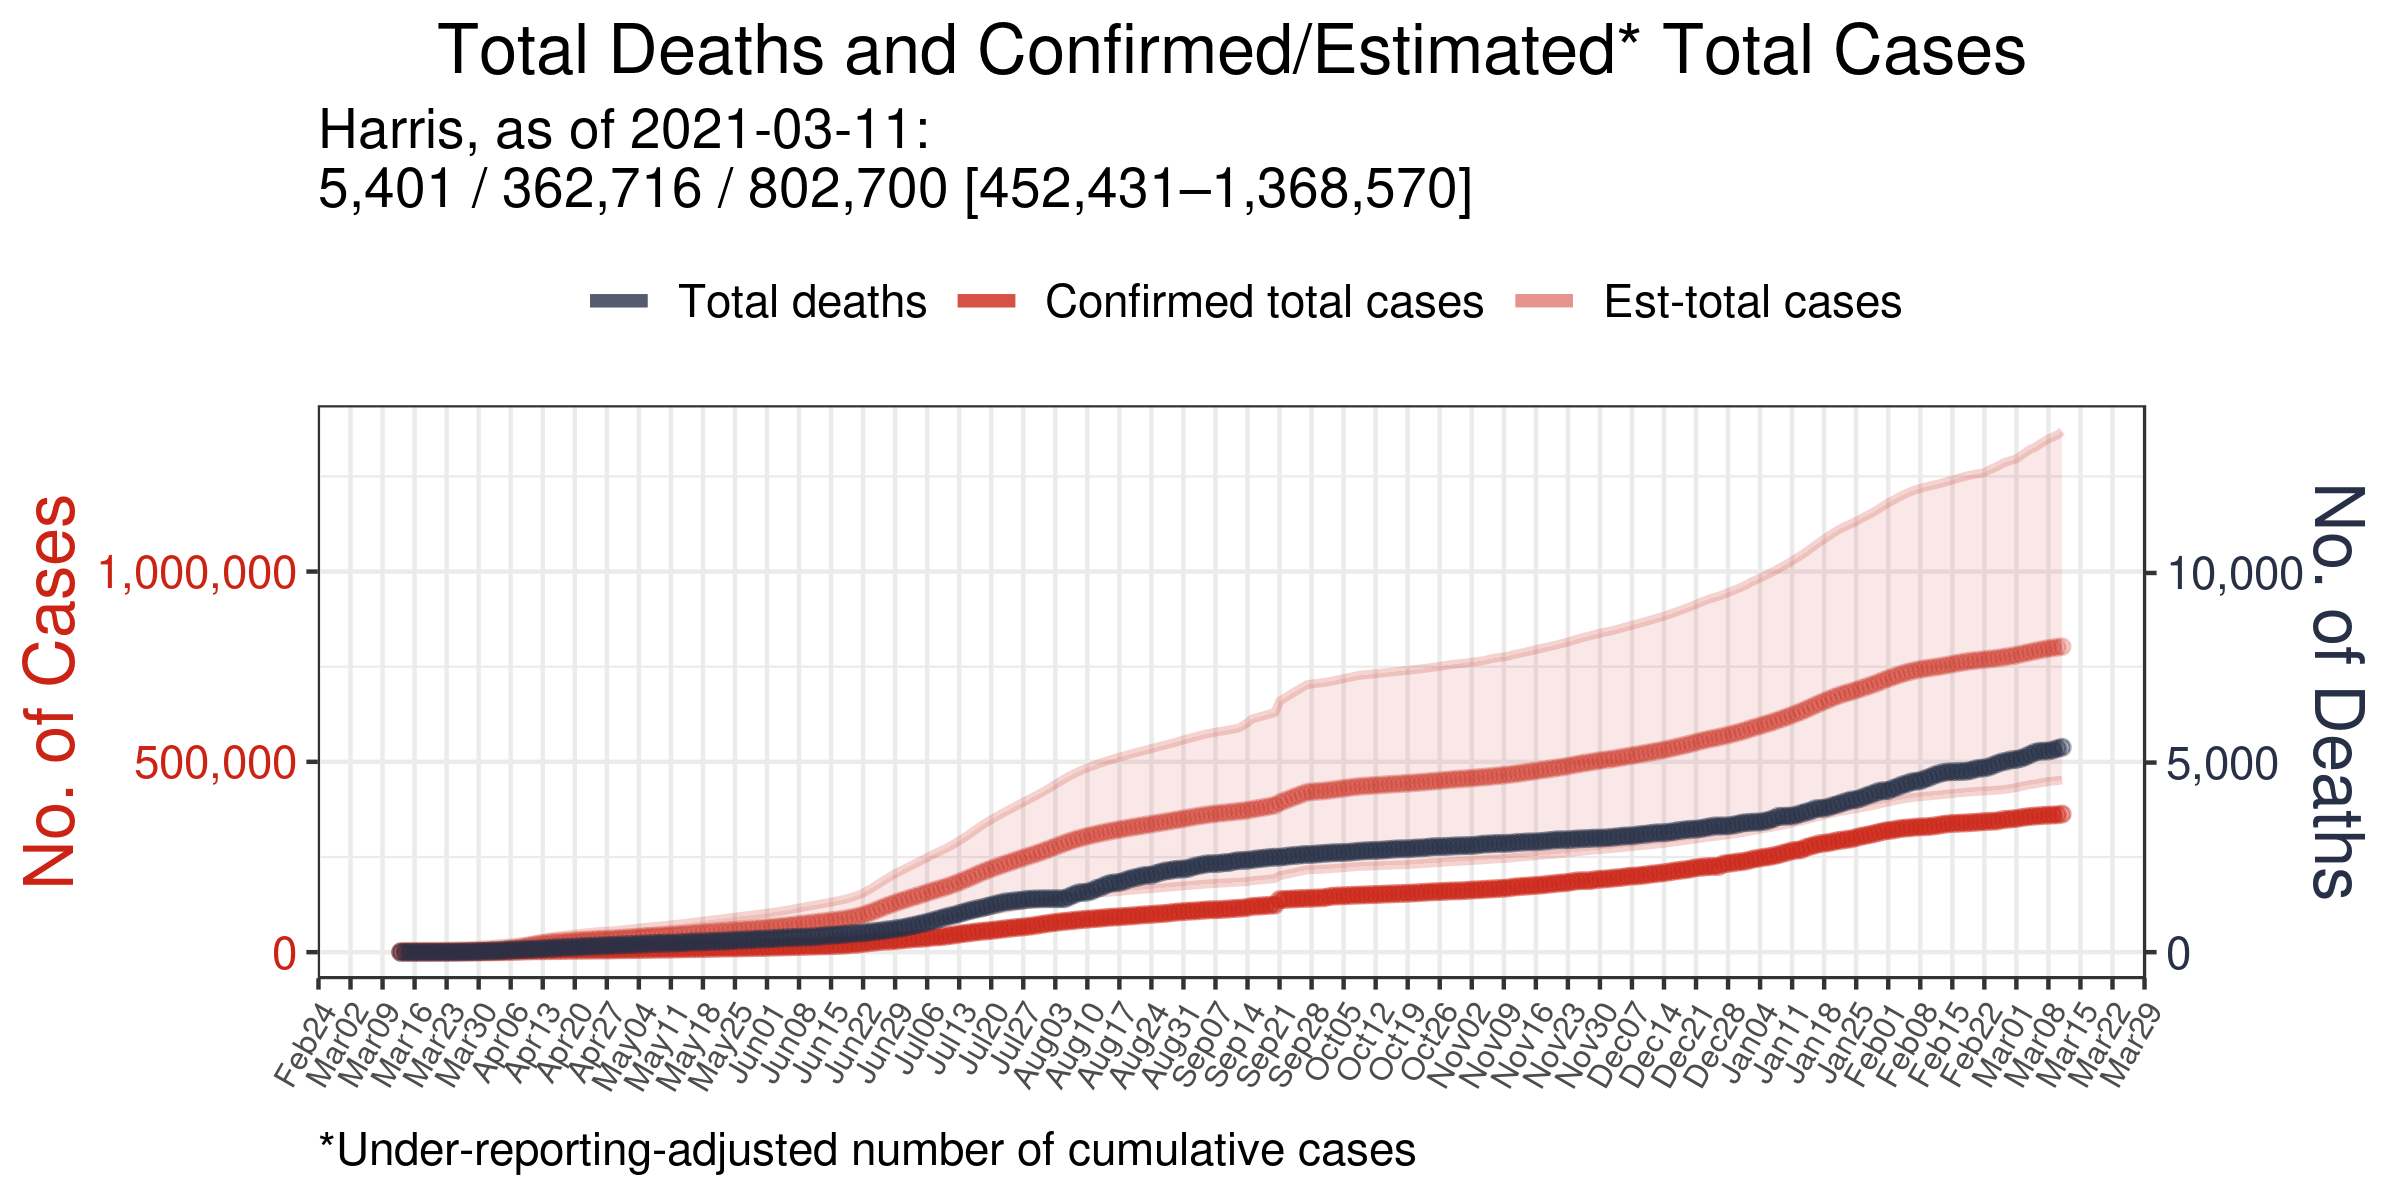 Total Deaths and Confirmed/Estimated* Total Cases
Harris, as of 2021-03-11:
5,401 / 362,716 / 802,700 [452,431–1,368,570]
Total deaths
Confirmed total cases
Est-total cases
No. of Cases
1,000,000
500,000
0
10,000
5,000
0
No. of Deaths
Feb24
Mar02
Mar09
Mar16
Mar23
Mar30
Apr06
Apr13
Apr20
Apr27
May04
May11
May18
May25
Jun01
Jun08
Jun15
Jun22
Jun29
Jul06
Jul13
Jul20
Jul27
Aug03
Aug10
Aug17
Aug24
Aug31
Sep07
Sep14
Sep21
Sep28
Oct05
Oct12
Oct19
Oct26
Nov02
Nov09
Nov16
Nov23
Nov30
Dec07
Dec14
Dec21
Dec28
Jan04
Jan11
Jan18
Jan25
Feb01
Feb08
Feb15
Feb22
Mar01
Mar08
Mar15
Mar22
Mar29
*Under-reporting-adjusted number of cumulative cases